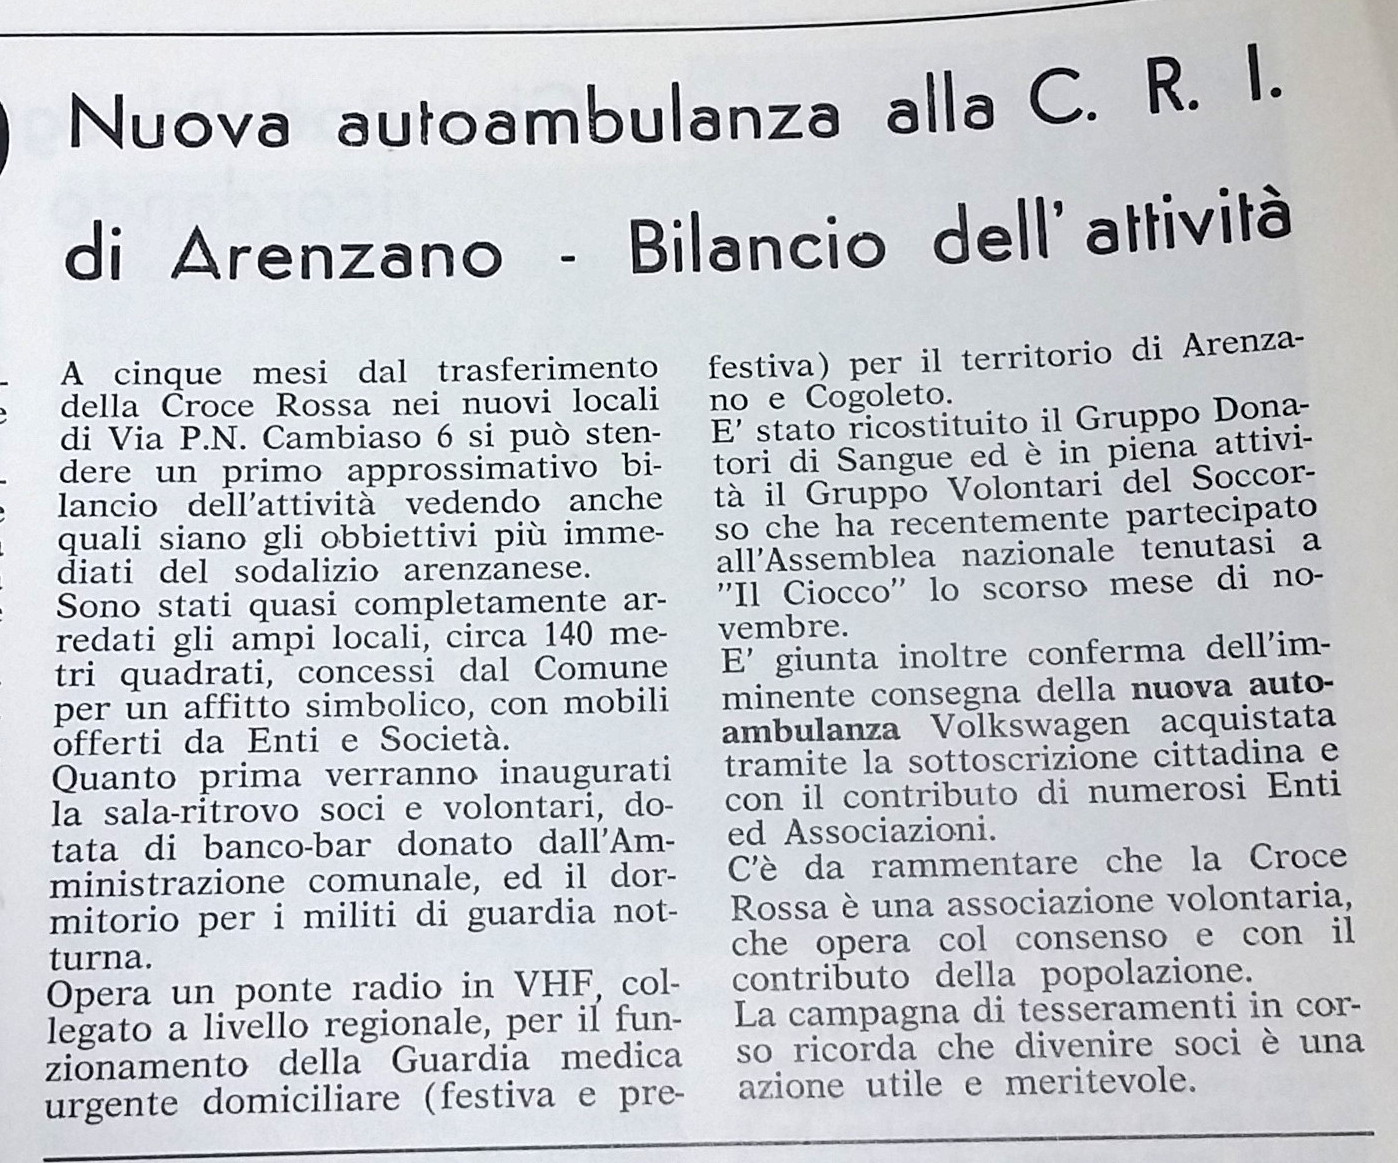 Nuova autoambulanza alla C. R. I.
di Arenzano - Bilancio dell'attività
A cinque mesi dal trasferimento
della Croce Rossa nei nuovi locali
di Via P.N. Cambiaso 6 si può sten-
dere un primo approssimativo bi-
lancio dell'attività vedendo anche
quali siano gli obbiettivi più imme-
diati del sodalizio arenzanese.
Sono stati quasi completamente ar-
redati gli ampi locali, circa 140 me-
tri quadrati, concessi dal Comune
per un affitto simbolico, con mobili
offerti da Enti e Società.
Quanto prima verranno inaugurati
la sala-ritrovo soci e volontari, do-
tata di banco-bar donato dall'Am-
ministrazione comunale, ed il dor-
mitorio per i militi di guardia not-
turna.
Opera un ponte radio in VHF, col-
legato a livello regionale, per il fun-
zionamento della Guardia medica
urgente domiciliare (festiva e pre-
festiva) per il territorio di Arenza-
no e Cogoleto.
E' stato ricostituito il Gruppo Dona-
tori di Sangue ed è in piena attivi-
tà il Gruppo Volontari del Soccor-
so che ha recentemente partecipato
all'Assemblea nazionale tenutasi a
"Il Ciocco" lo scorso mese di no-
vembre.
E' giunta inoltre conferma dell'im-
minente consegna della nuova auto-
ambulanza Volkswagen acquistata
tramite la sottoscrizione cittadina e
con il contributo di numerosi Enti
ed Associazioni.
C'è da rammentare che la Croce
Rossa è una associazione volontaria,
che opera col consenso e con il
contributo della popolazione.
La campagna di tesseramenti in cor-
so ricorda che divenire soci è una
azione utile e meritevole.